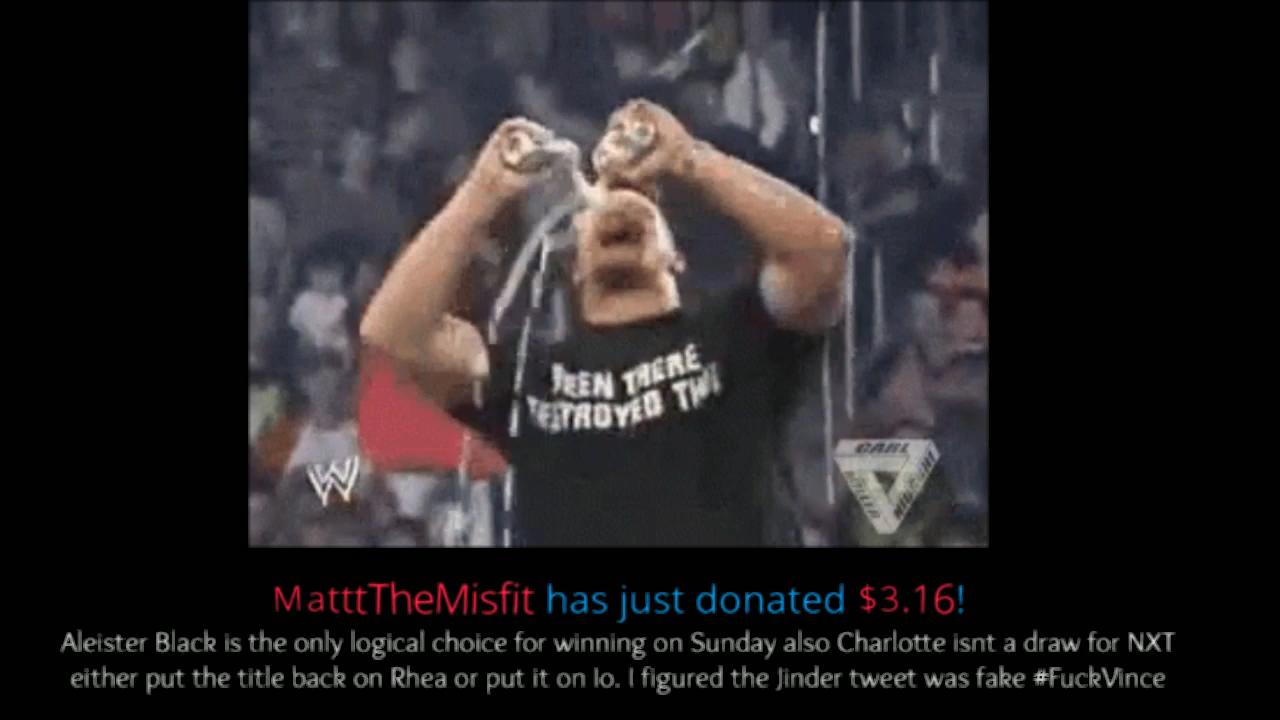 BEEN THERE
DESTROYED THAT
W
CARL
MattTheMisfit has just donated $3.16!
Aleister Black is the only logical choice for winning on Sunday also Charlotte isnt a draw for NXT
either put the title back on Rhea or put it on Io. I figured the Jinder tweet was fake #FuckVince